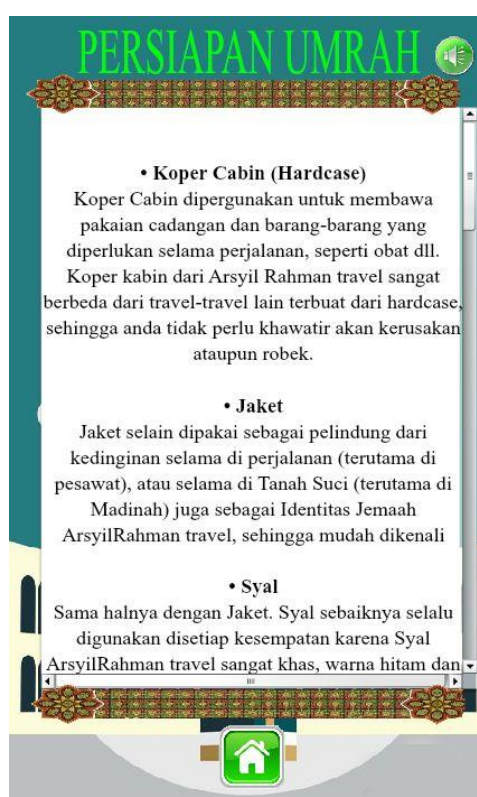 PERSIAPAN UMRAH
• Koper Cabin (Hardcase)
Koper Cabin dipergunakan untuk membawa
pakaian cadangan dan barang-barang yang
diperlukan selama perjalanan, seperti obat dll.
Koper kabin dari Arsyil Rahman travel sangat
berbeda dari travel-travel lain terbuat dari hardcase,
sehingga anda tidak perlu khawatir akan kerusakan
ataupun robek.
• Jaket
Jaket selain dipakai sebagai pelindung dari
kedinginan selama di perjalanan (terutama di
pesawat), atau selama di Tanah Suci (terutama di
Madinah) juga sebagai Identitas Jemaah
ArsyilRahman travel, sehingga mudah dikenali
• Syal
Sama halnya dengan Jaket. Syal sebaiknya selalu
digunakan disetiap kesempatan karena Syal
ArsyilRahman travel sangat khas, warna hitam dan